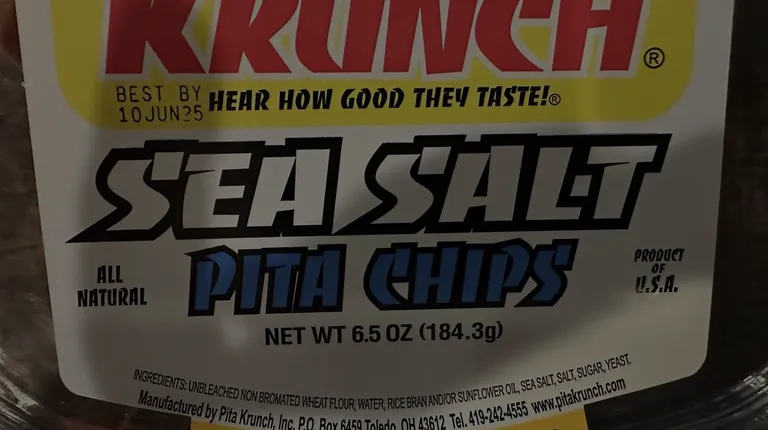 KRUNCH®
BEST BY
10JUN25
HEAR HOW GOOD THEY TASTE!®
SEA SALT
PITA CHIPS
ALL
NATURAL
PRODUCT
OF
U.S.A.
NET WT 6.5 OZ (184.3g)
INGREDIENTS: UNBLEACHED NON BROMATED WHEAT FLOUR, WATER, RICE BRAN AND/OR SUNFLOWER OIL, SEA SALT, SALT, SUGAR, YEAST.
Manufactured by Pita Krunch, Inc. P.O. Box 6459 Toledo, OH 43612 Tel. 419-242-4555 www.pitakrunch.com